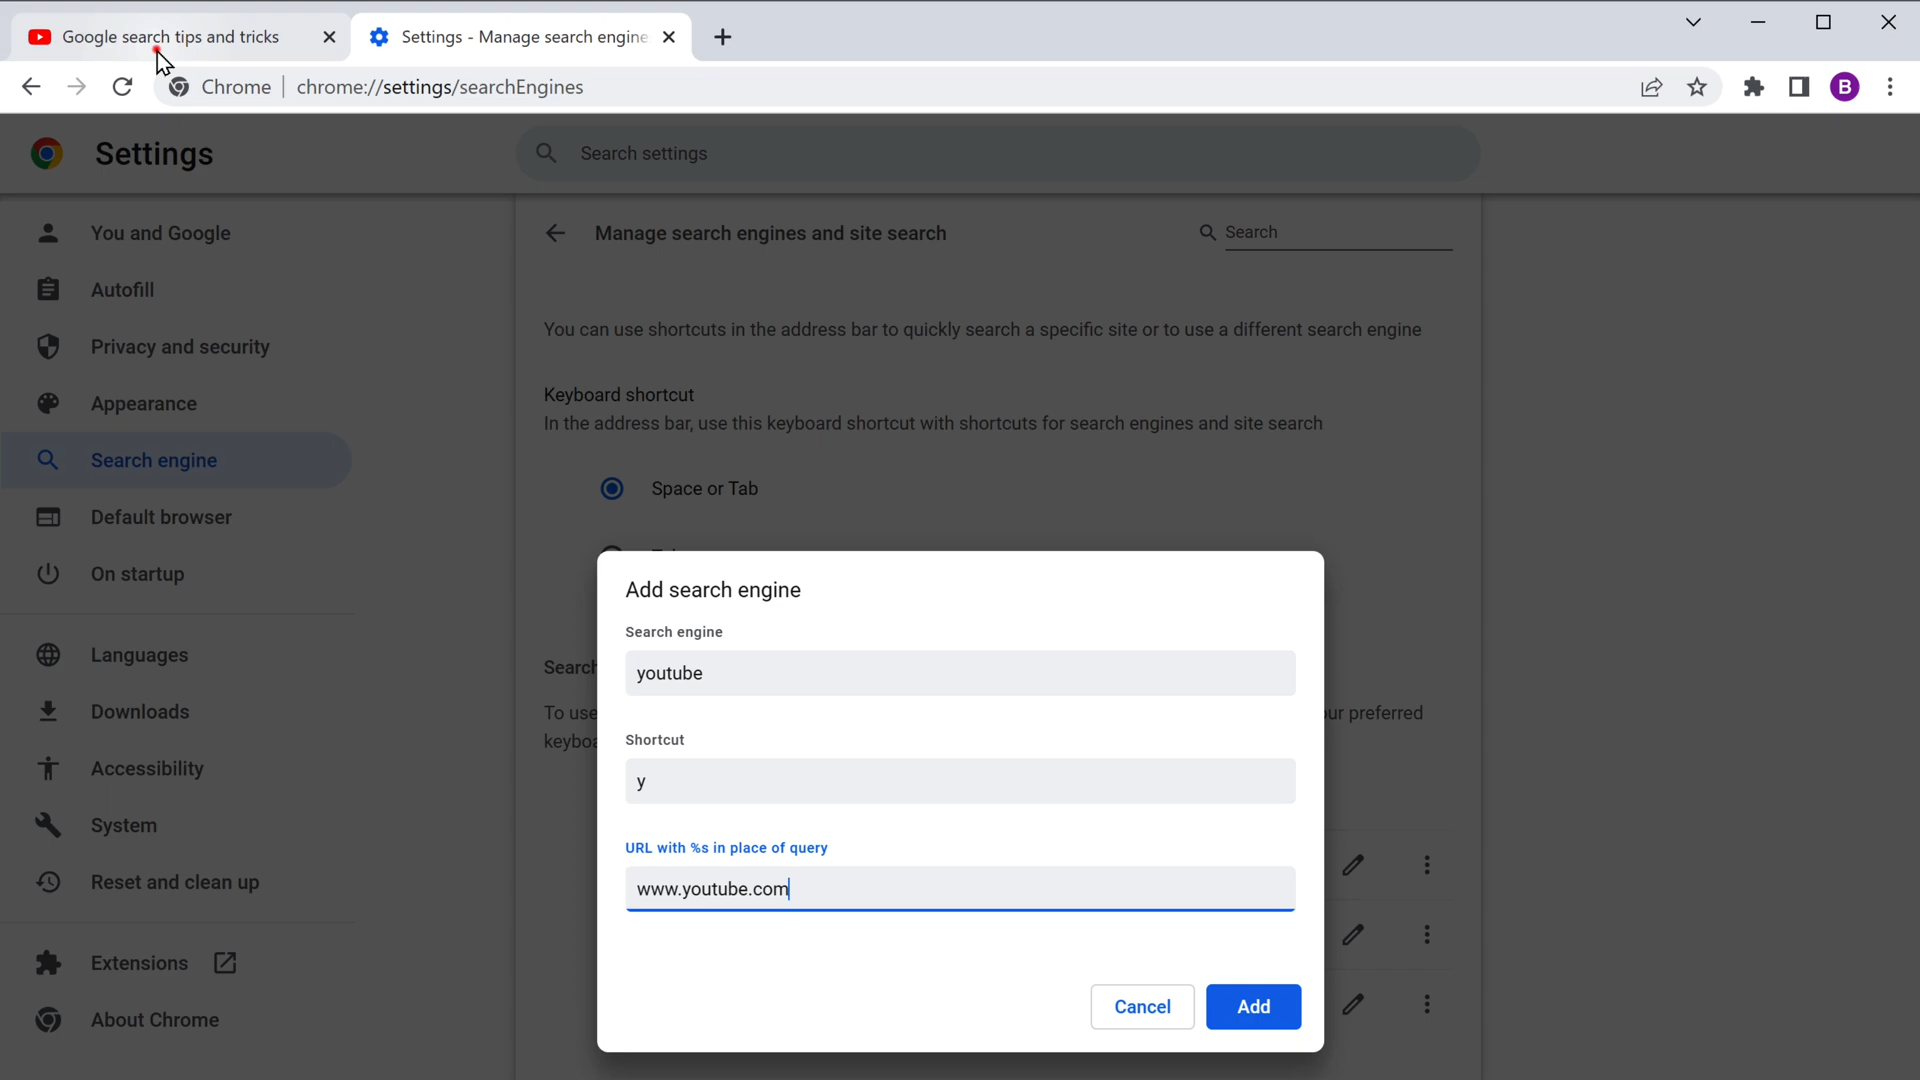 Google search tips and tricks
Settings - Manage search engine
Chrome
chrome://settings/searchEngines
B
Settings
Search settings
You and Google
Autofill
Privacy and security
Appearance
Search engine
Default browser
On startup
Languages
Downloads
Accessibility
System
Reset and clean up
Extensions
About Chrome
Manage search engines and site search
Search
You can use shortcuts in the address bar to quickly search a specific site or to use a different search engine
Keyboard shortcut
In the address bar, use this keyboard shortcut with shortcuts for search engines and site search
Space or Tab
Search
To use
ur preferred
Add search engine
Search engine
youtube
Shortcut
y
URL with %s in place of query
www.youtube.com
Cancel
Add